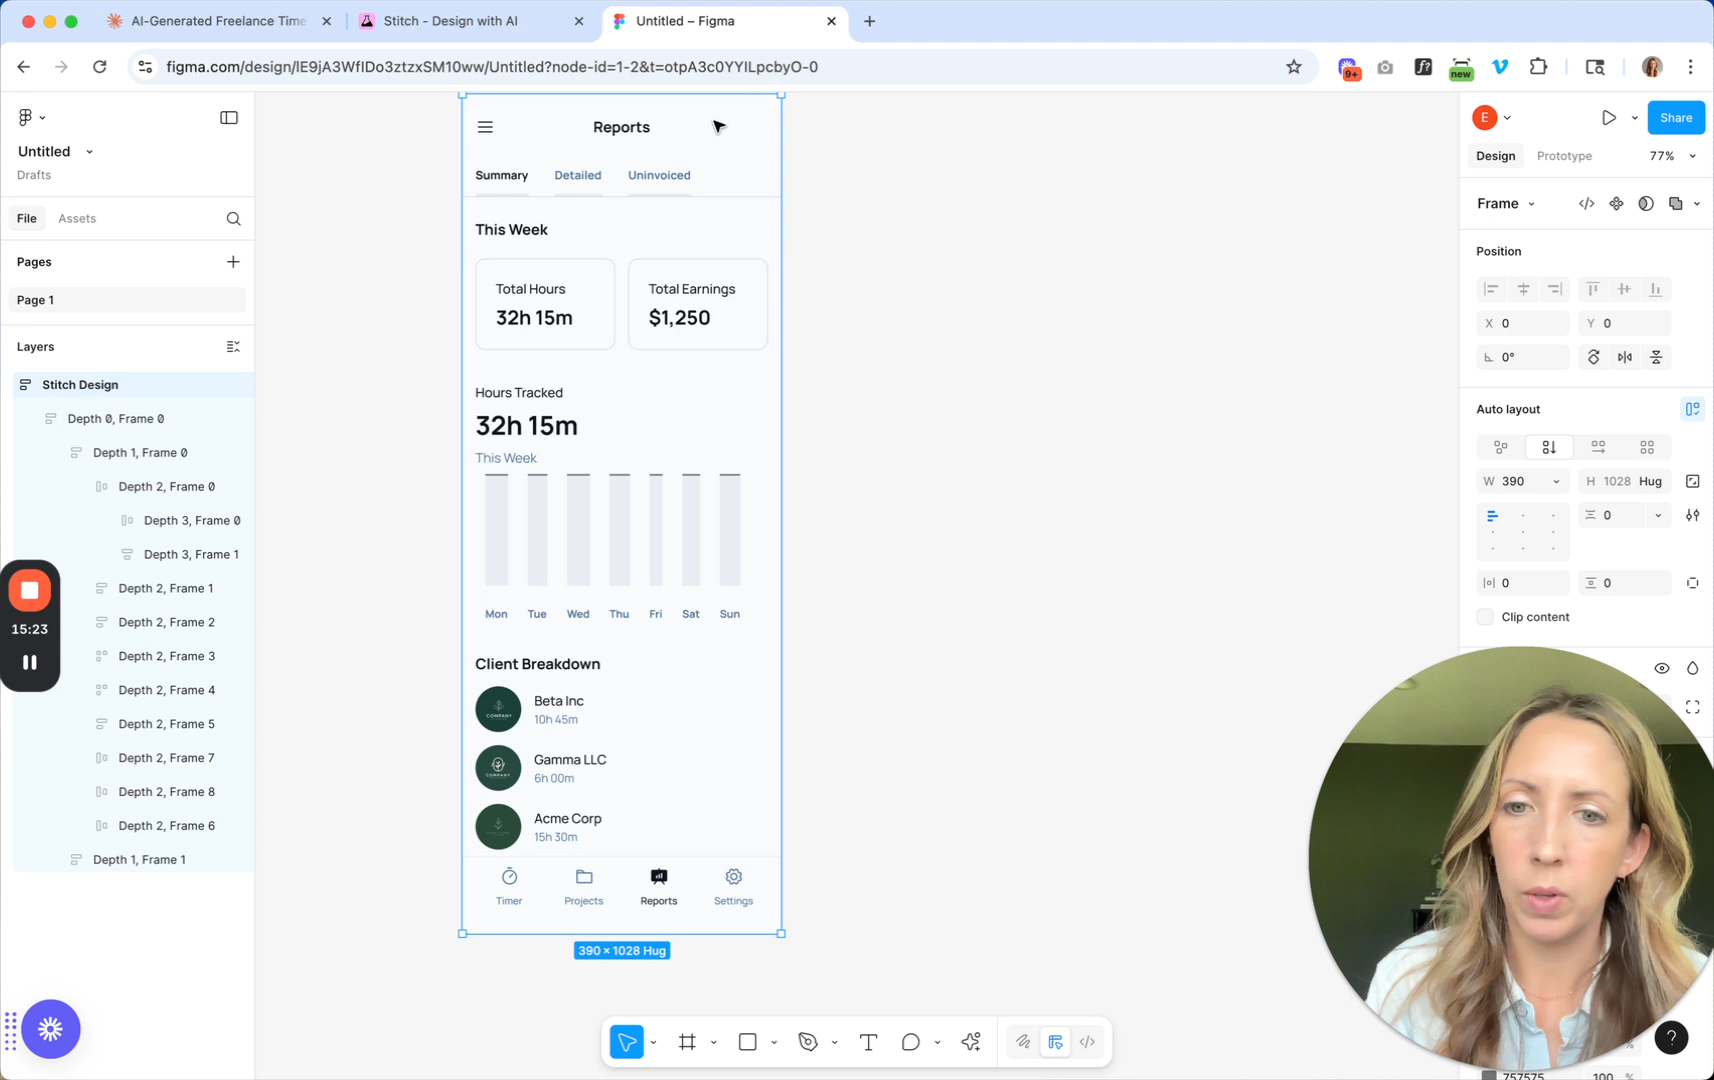 AI-Generated Freelance Time
Stitch - Design with AI
Untitled – Figma
figma.com/design/lE9jA3WflDo3ztzxSM10ww/Untitled?node-id=1-2&t=otpA3c0YYILpcbyO-0
9+
new
Untitled
Drafts
File
Assets
Pages
Page 1
Layers
Stitch Design
Depth 0, Frame 0
Depth 1, Frame 0
Depth 2, Frame 0
Depth 3, Frame 0
Depth 3, Frame 1
Depth 2, Frame 1
Depth 2, Frame 2
Depth 2, Frame 3
Depth 2, Frame 4
Depth 2, Frame 5
Depth 2, Frame 7
Depth 2, Frame 8
Depth 2, Frame 6
Depth 1, Frame 1
15:23
Reports
Summary
Detailed
Uninvoiced
This Week
Total Hours
32h 15m
Total Earnings
$1,250
Hours Tracked
32h 15m
This Week
Mon
Tue
Wed
Thu
Fri
Sat
Sun
Client Breakdown
COMPANY
Beta Inc
10h 45m
COMPANY
Gamma LLC
6h 00m
Acme Corp
15h 30m
Timer
Projects
Reports
Settings
390 × 1028 Hug
E
Share
Design
Prototype
77%
Frame
Position
X 0
Y 0
0°
Auto layout
W 390
H 1028 Hug
0
0
0
Clip content
?
757575
100
%